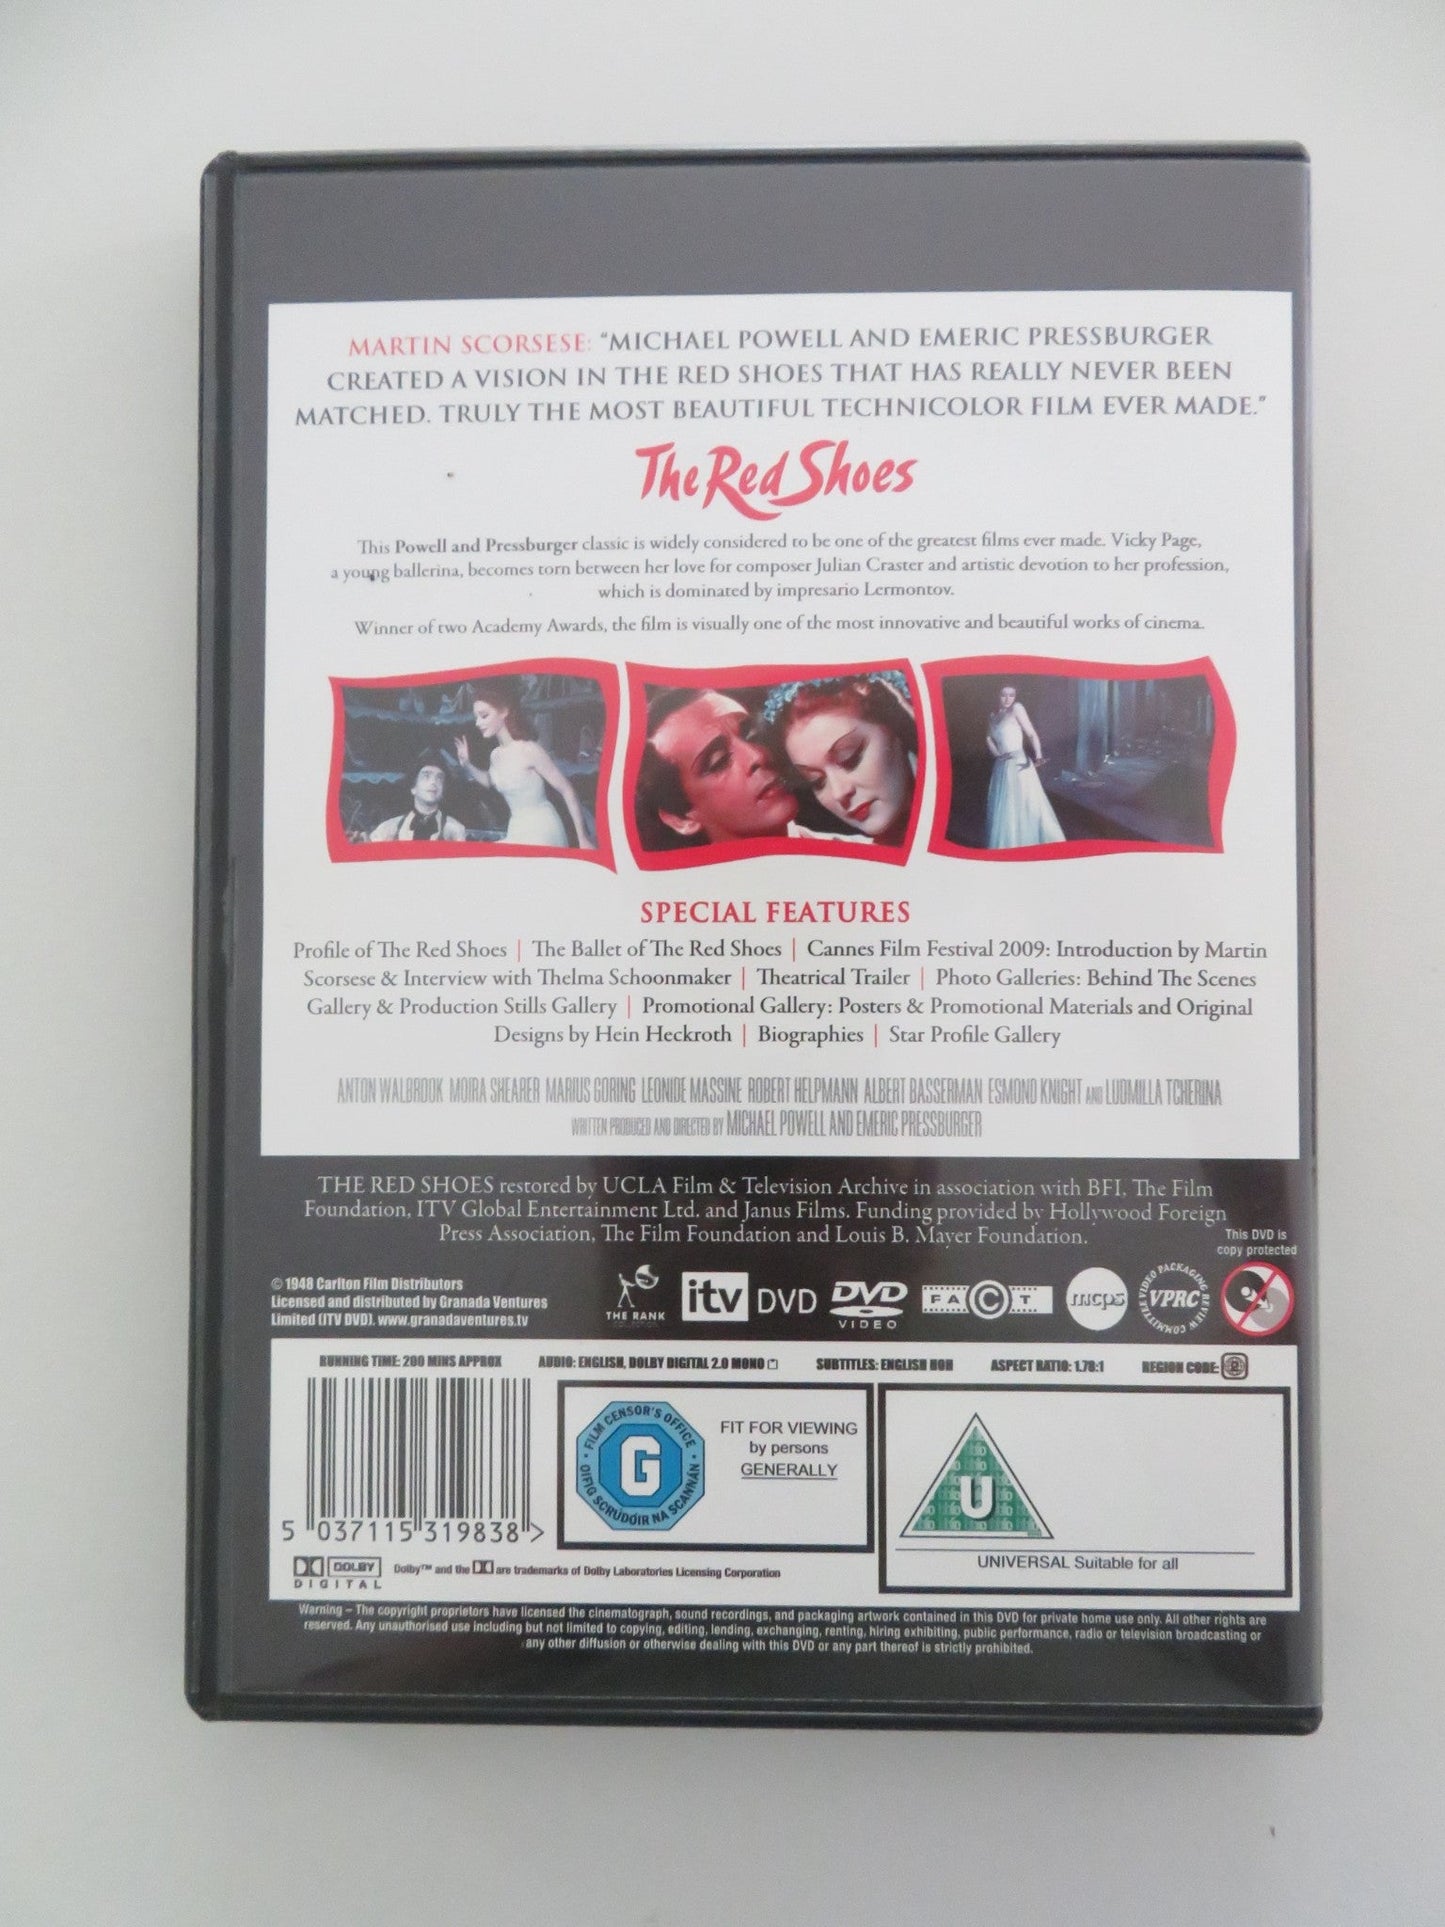 MARTIN SCORSESE: “MICHAEL POWELL AND EMERIC PRESSBURGER
CREATED A VISION IN THE RED SHOES THAT HAS REALLY NEVER BEEN
MATCHED. TRULY THE MOST BEAUTIFUL TECHNICOLOR FILM EVER MADE.”
The Red Shoes
This Powell and Pressburger classic is widely considered to be one of the greatest films ever made. Vicky Page,
a young ballerina, becomes torn between her love for composer Julian Craster and artistic devotion to her profession,
which is dominated by impresario Lermontov.
Winner of two Academy Awards, the film is visually one of the most innovative and beautiful works of cinema.
SPECIAL FEATURES
Profile of The Red Shoes | The Ballet of The Red Shoes | Cannes Film Festival 2009: Introduction by Martin
Scorsese & Interview with Thelma Schoonmaker | Theatrical Trailer | Photo Galleries: Behind The Scenes
Gallery & Production Stills Gallery | Promotional Gallery: Posters & Promotional Materials and Original
Designs by Hein Heckroth | Biographies | Star Profile Gallery
ANTON WALBROOK MOIRA SHEARER MARIUS GORING LEONIDE MASSINE ROBERT HELPMANN ALBERT BASSERMAN ESMOND KNIGHT AND LUDMILLA TCHERINA
WRITTEN PRODUCED AND DIRECTED BY MICHAEL POWELL AND EMERIC PRESSBURGER
THE RED SHOES restored by UCLA Film & Television Archive in association with BFI, The Film
Foundation, ITV Global Entertainment Ltd. and Janus Films. Funding provided by Hollywood Foreign
Press Association, The Film Foundation and Louis B. Mayer Foundation.
This DVD is
copy protected
© 1948 Carlton Film Distributors
Licensed and distributed by Granada Ventures
Limited (ITV DVD). www.granadaventures.tv
THE RANK
COLLECTION
itv DVD
DVD
VIDEO
FACT
mcps
VIDEO PACKAGING REVIEW COMMITTEE
VPRC
RUNNING TIME: 200 MINS APPROX AUDIO: ENGLISH, DOLBY DIGITAL 2.0 MONO SUBTITLES: ENGLISH HOH ASPECT RATIO: 1.78:1 REGION CODE: 2
FILM CENSOR'S OFFICE
G
OIFIG SCRÚDÓIR NA SCANNÁN
FIT FOR VIEWING
by persons
GENERALLY
U
UNIVERSAL Suitable for all
5 037115 319838 >
DOLBY
DIGITAL
Dolby™ and the are trademarks of Dolby Laboratories Licensing Corporation
Warning – The copyright proprietors have licensed the cinematograph, sound recordings, and packaging artwork contained in this DVD for private home use only. All other rights are
reserved. Any unauthorised use including but not limited to copying, editing, lending, exchanging, renting, hiring exhibiting, public performance, radio or television broadcasting or
any other diffusion or otherwise dealing with this DVD or any part thereof is strictly prohibited.